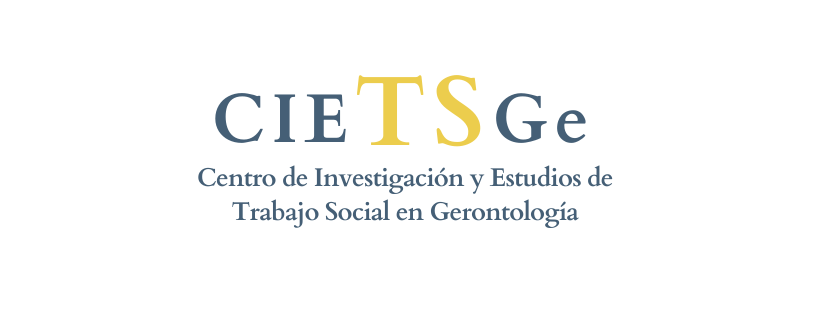 CIETSGe
Centro de Investigación y Estudios de
Trabajo Social en Gerontología